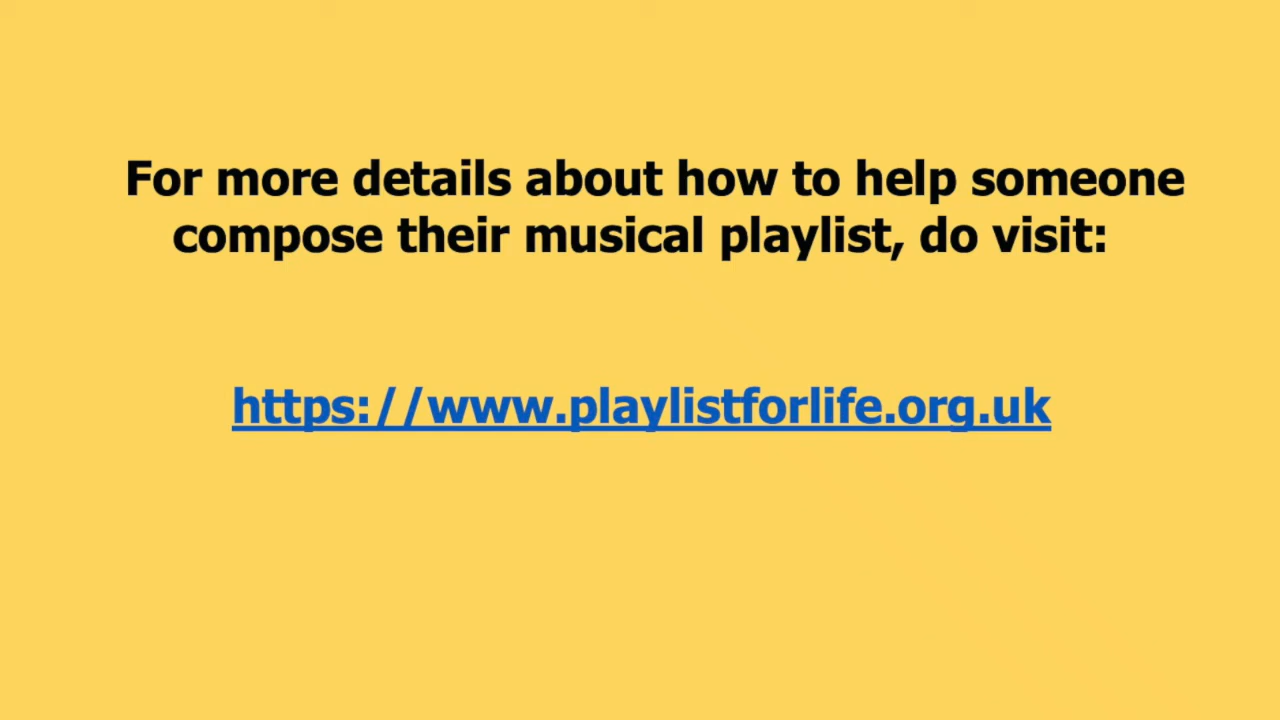 For more details about how to help someone
compose their musical playlist, do visit:
https://www.playlistforlife.org.uk